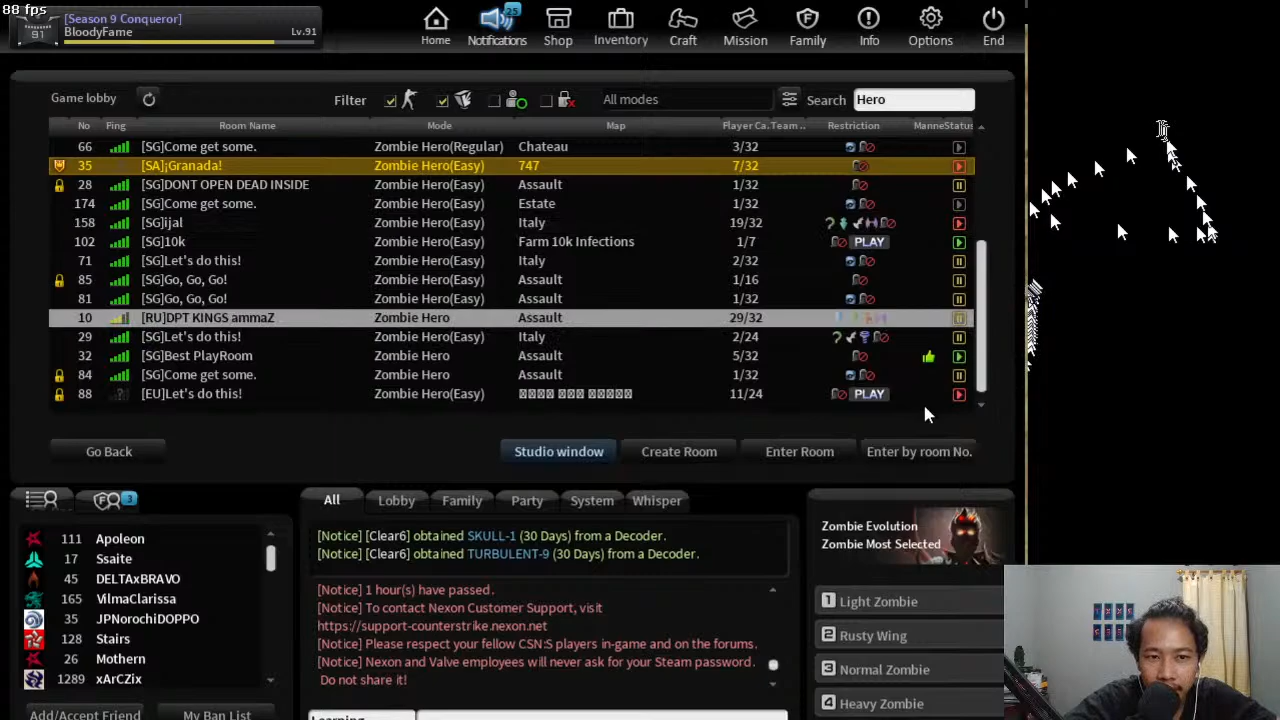 88 fps
[Season 9 Conqueror]
91 BloodyFame Lv.91
Home Notifications 25 Shop Inventory Craft Mission Family Info Options End
Game lobby Filter All modes Search Hero
No Ping Room Name Mode Map Player Ca. Team .. Restriction Manne Status
66 [SG]Come get some. Zombie Hero(Regular) Chateau 3/32
35 [SA]¡Granada! Zombie Hero(Easy) 747 7/32
28 [SG]DONT OPEN DEAD INSIDE Zombie Hero(Easy) Assault 1/32
174 [SG]Come get some. Zombie Hero(Easy) Estate 1/32
158 [SG]ijal Zombie Hero(Easy) Italy 19/32
102 [SG]10k Zombie Hero(Easy) Farm 10k Infections 1/7 PLAY
71 [SG]Let's do this! Zombie Hero(Easy) Italy 2/32
85 [SG]Go, Go, Go! Zombie Hero(Easy) Assault 1/16
81 [SG]Go, Go, Go! Zombie Hero(Easy) Assault 1/32
10 [RU]DPT KINGS ammaZ Zombie Hero Assault 29/32
29 [SG]Let's do this! Zombie Hero(Easy) Italy 2/24
32 [SG]Best PlayRoom Zombie Hero Assault 5/32
84 [SG]Come get some. Zombie Hero Assault 1/32
88 [EU]Let's do this! Zombie Hero(Easy) 11/24 PLAY
Go Back Studio window Create Room Enter Room Enter by room No.
3
111 Apoleon
17 Ssaite
45 DELTAxBRAVO
165 VilmaClarissa
35 JPNorochiDOPPO
128 Stairs
26 Mothern
1289 xArCZix
Add/Accept Friend My Ban List
All Lobby Family Party System Whisper
[Notice] [Clear6] obtained SKULL-1 (30 Days) from a Decoder.
[Notice] [Clear6] obtained TURBULENT-9 (30 Days) from a Decoder.
[Notice] 1 hour(s) have passed.
[Notice] To contact Nexon Customer Support, visit
https://support-counterstrike.nexon.net
[Notice] Please respect your fellow CSN:S players in-game and on the forums.
[Notice] Nexon and Valve employees will never ask for your Steam password.
Do not share it!
Learning
Zombie Evolution
Zombie Most Selected
1 Light Zombie
2 Rusty Wing
3 Normal Zombie
4 Heavy Zombie